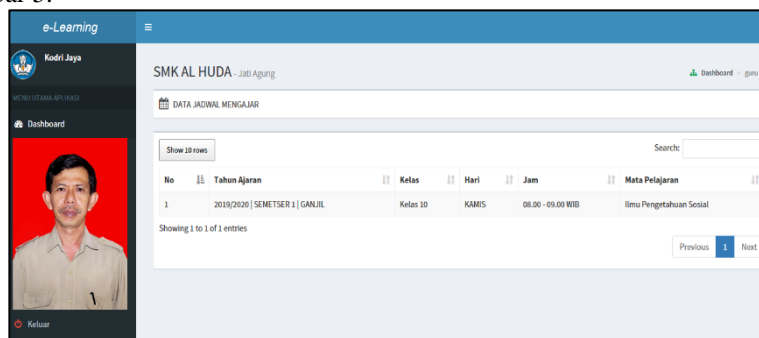 e-Learning
Kodri Jaya
MENU UTAMA APLIKASI
Dashboard
Keluar
SMK AL HUDA - Jati Agung
Dashboard > guru
DATA JADWAL MENGAJAR
Show 10 rows
Search:
No Tahun Ajaran Kelas Hari Jam Mata Pelajaran
1 2019/2020 | SEMETSER 1 | GANJIL Kelas 10 KAMIS 08.00 - 09.00 WIB Ilmu Pengetahuan Sosial
Showing 1 to 1 of 1 entries
Previous 1 Next